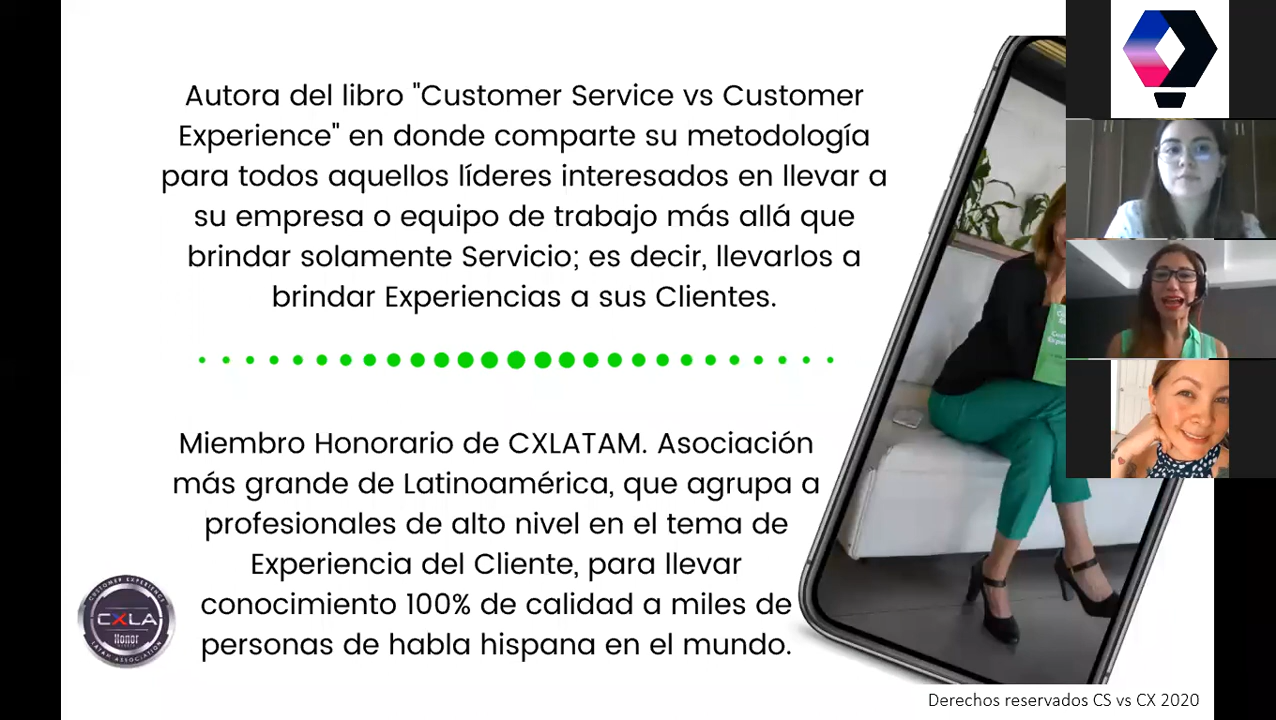 Autora del libro "Customer Service vs Customer
Experience" en donde comparte su metodología
para todos aquellos líderes interesados en llevar a
su empresa o equipo de trabajo más allá que
brindar solamente Servicio; es decir, llevarlos a
brindar Experiencias a sus Clientes.
Miembro Honorario de CXLATAM. Asociación
más grande de Latinoamérica, que agrupa a
profesionales de alto nivel en el tema de
Experiencia del Cliente, para llevar
conocimiento 100% de calidad a miles de
personas de habla hispana en el mundo.
CUSTOMER EXPERIENCE
CXLA
Honor
LATAM ASSOCIATION
Derechos reservados CS vs CX 2020